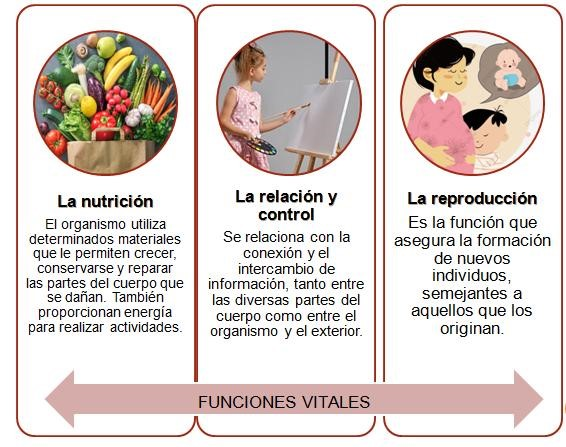 La nutrición
El organismo utiliza
determinados materiales
que le permiten crecer,
conservarse y reparar
las partes del cuerpo que
se dañan. También
proporcionan energía
para realizar actividades.
La relación y
control
Se relaciona con la
conexión y el
intercambio de
información, tanto entre
las diversas partes del
cuerpo como entre el
organismo y el exterior.
La reproducción
Es la función que
asegura la formación
de nuevos
individuos,
semejantes a
aquellos que los
originan.
FUNCIONES VITALES